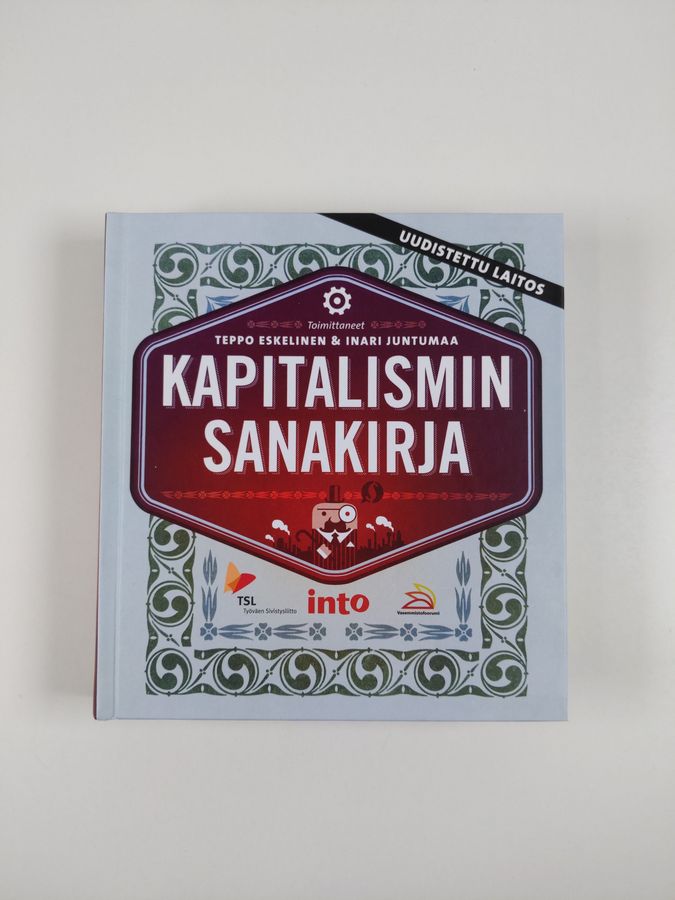 UUDISTETTU LAITOS
Toimittaneet
TEPPO ESKELINEN & INARI JUNTUMAA
KAPITALISMIN
SANAKIRJA
TSL
Työväen Sivistysliitto
into
Vasemmistofoorumi